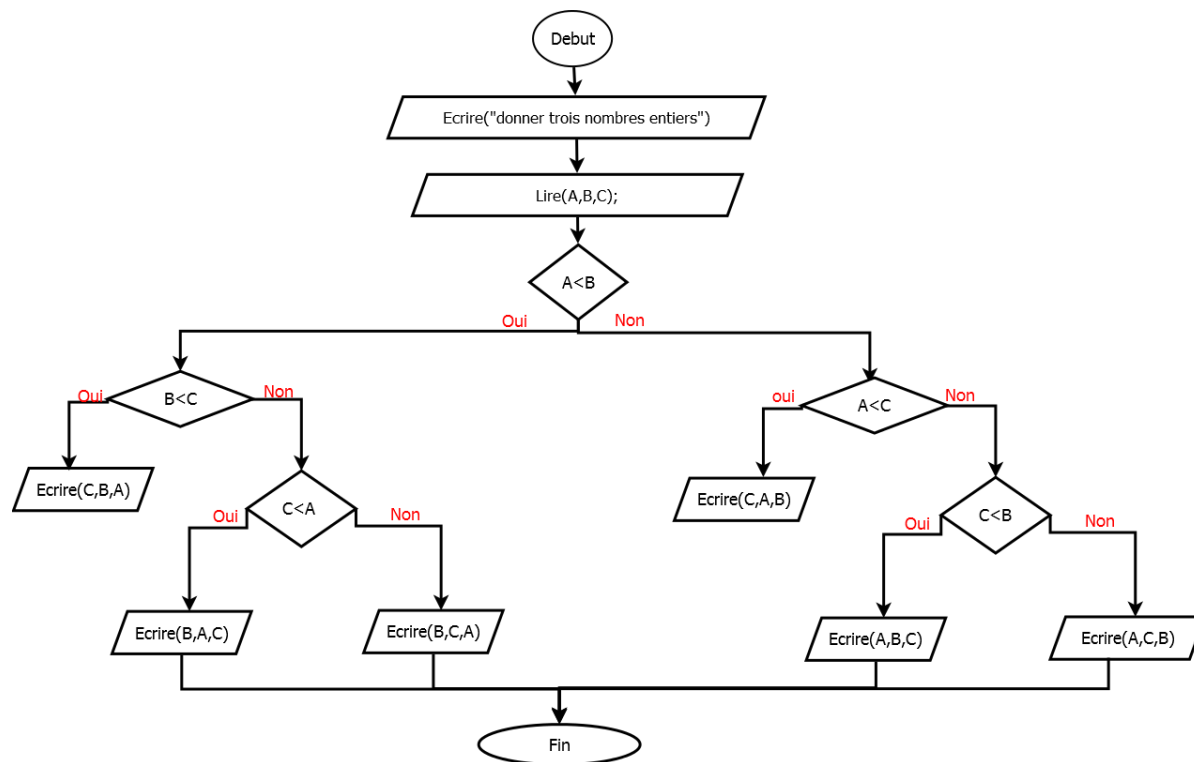 Debut
Ecrire("donner trois nombres entiers")
Lire(A,B,C);
A<B
Oui
Non
B<C
Oui
Non
A<C
oui
Non
Ecrire(C,B,A)
C<A
Oui
Non
Ecrire(C,A,B)
C<B
Oui
Non
Ecrire(B,A,C)
Ecrire(B,C,A)
Ecrire(A,B,C)
Ecrire(A,C,B)
Fin